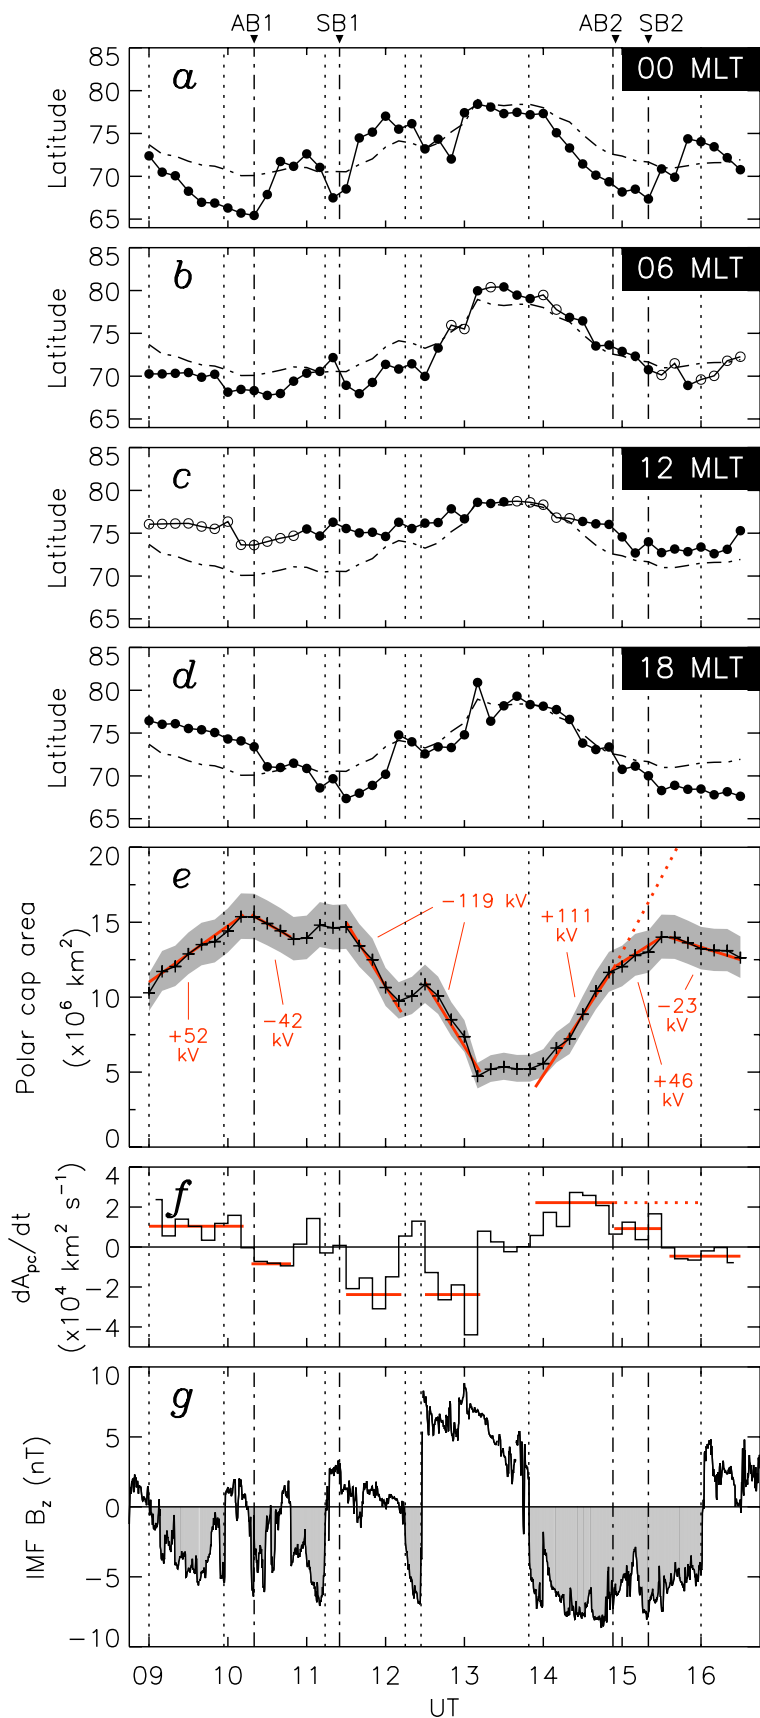 AB1 SB1 AB2 SB2
a
00 MLT
Latitude
85
80
75
70
65
b
06 MLT
Latitude
85
80
75
70
65
c
12 MLT
Latitude
85
80
75
70
65
d
18 MLT
Latitude
85
80
75
70
65
e
Polar cap area
(x10⁶ km²)
20
15
10
5
0
+52
kV
−42
kV
−119 kV
+111
kV
+46
kV
−23
kV
f
dApc/dt
(x10⁴ km² s⁻¹)
4
2
0
−2
−4
g
IMF Bz (nT)
10
5
0
−5
−10
09 10 11 12 13 14 15 16
UT